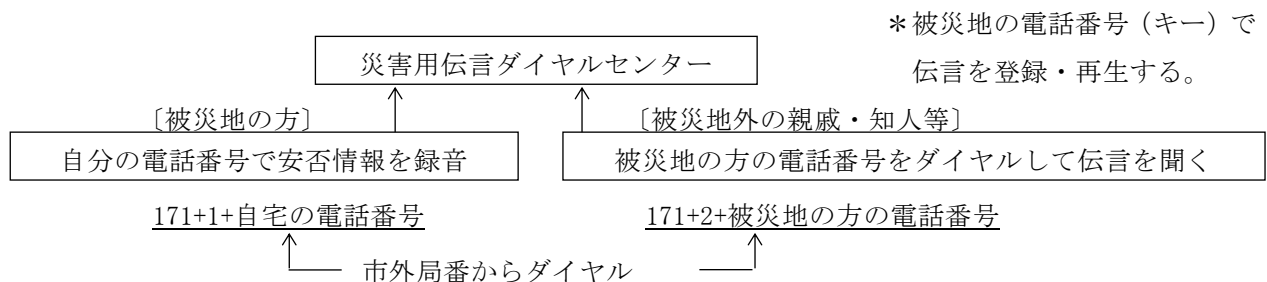 ＊被災地の電話番号（キー）で
伝言を登録・再生する。
災害用伝言ダイヤルセンター
〔被災地の方〕
〔被災地外の親戚・知人等〕
自分の電話番号で安否情報を録音
被災地の方の電話番号をダイヤルして伝言を聞く
171+1+自宅の電話番号
171+2+被災地の方の電話番号
市外局番からダイヤル